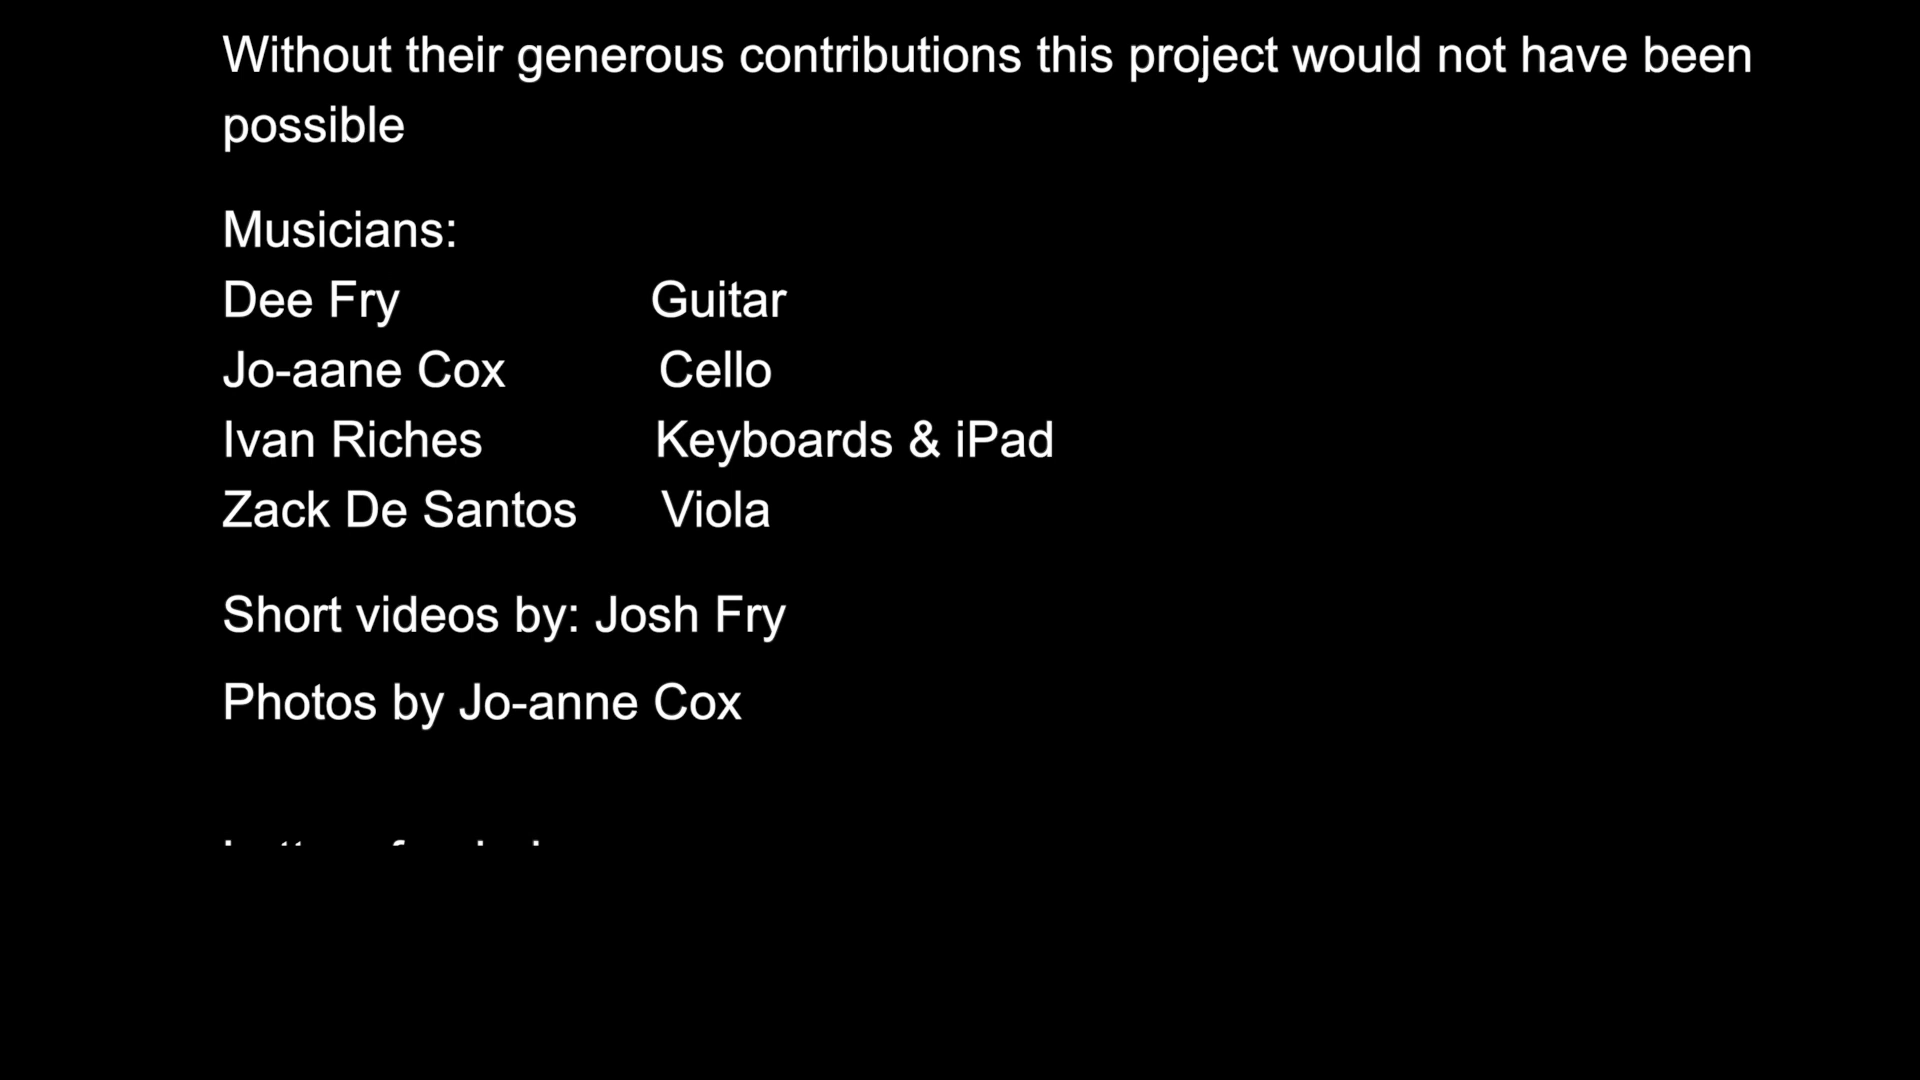 Without their generous contributions this project would not have been
possible
Musicians:
Dee Fry Guitar
Jo-aane Cox Cello
Ivan Riches Keyboards & iPad
Zack De Santos Viola
Short videos by: Josh Fry
Photos by Jo-anne Cox